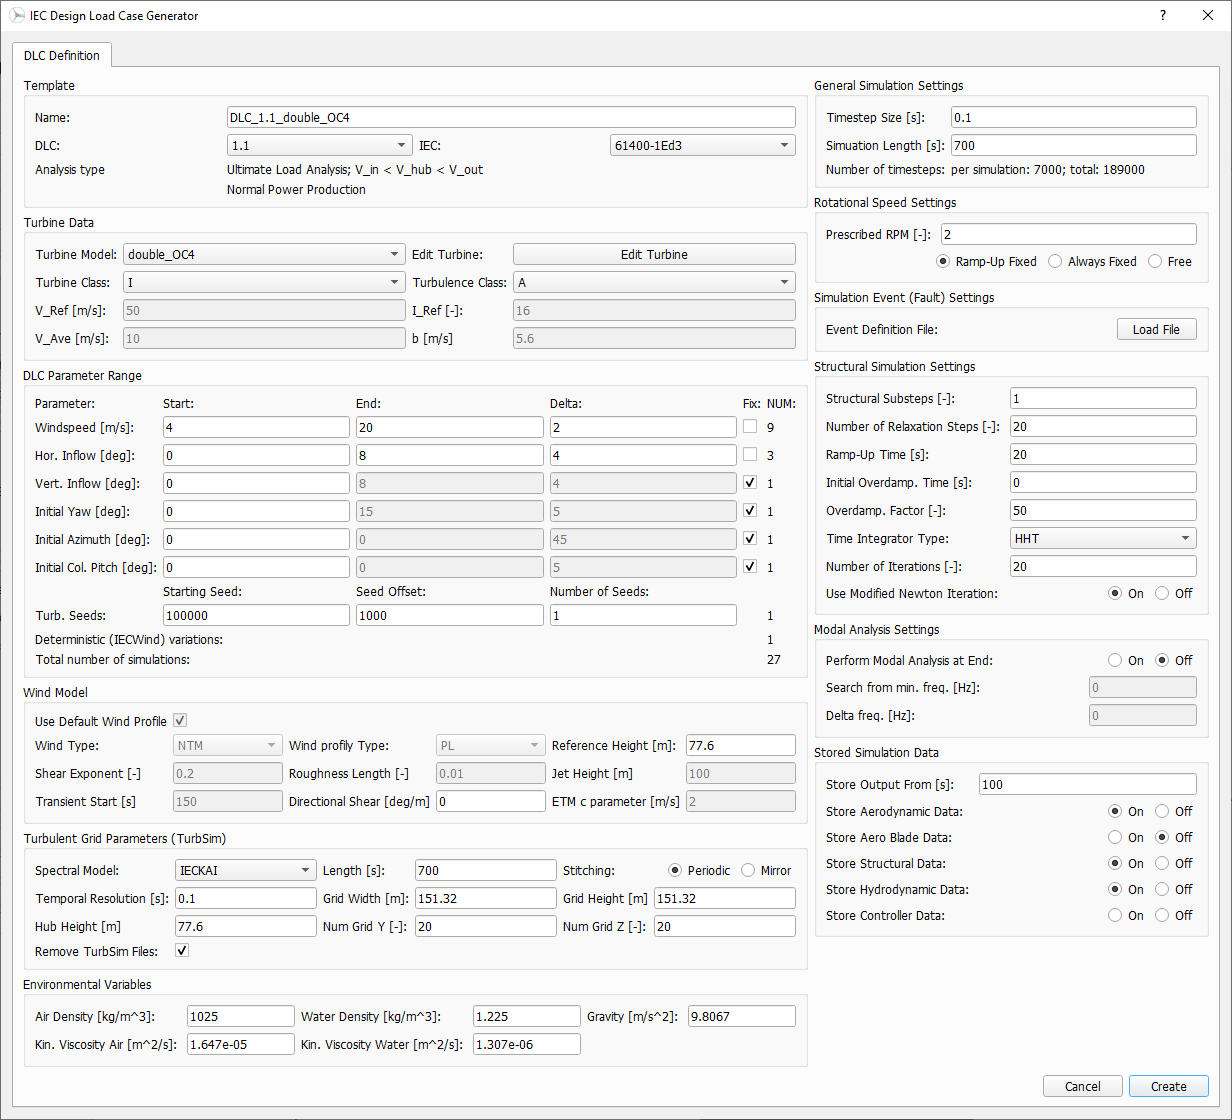 IEC Design Load Case Generator
?
DLC Definition
Template
Name: DLC_1.1_double_OC4
DLC: 1.1 IEC: 61400-1Ed3
Analysis type Ultimate Load Analysis; V_in < V_hub < V_out
Normal Power Production
Turbine Data
Turbine Model: double_OC4 Edit Turbine: Edit Turbine
Turbine Class: I Turbulence Class: A
V_Ref [m/s]: 50 I_Ref [-]: 16
V_Ave [m/s]: 10 b [m/s] 5.6
DLC Parameter Range
Parameter: Start: End: Delta: Fix: NUM:
Windspeed [m/s]: 4 20 2 9
Hor. Inflow [deg]: 0 8 4 3
Vert. Inflow [deg]: 0 8 4 1
Initial Yaw [deg]: 0 15 5 1
Initial Azimuth [deg]: 0 0 45 1
Initial Col. Pitch [deg]: 0 0 5 1
Starting Seed: Seed Offset: Number of Seeds:
Turb. Seeds: 100000 1000 1 1
Deterministic (IECWind) variations: 1
Total number of simulations: 27
Wind Model
Use Default Wind Profile
Wind Type: NTM Wind profily Type: PL Reference Height [m]: 77.6
Shear Exponent [-] 0.2 Roughness Length [-] 0.01 Jet Height [m] 100
Transient Start [s] 150 Directional Shear [deg/m] 0 ETM c parameter [m/s] 2
Turbulent Grid Parameters (TurbSim)
Spectral Model: IECKAI Length [s]: 700 Stitching: Periodic Mirror
Temporal Resolution [s]: 0.1 Grid Width [m]: 151.32 Grid Height [m] 151.32
Hub Height [m] 77.6 Num Grid Y [-]: 20 Num Grid Z [-]: 20
Remove TurbSim Files:
Environmental Variables
Air Density [kg/m^3]: 1025 Water Density [kg/m^3]: 1.225 Gravity [m/s^2]: 9.8067
Kin. Viscosity Air [m^2/s]: 1.647e-05 Kin. Viscosity Water [m^2/s]: 1.307e-06
General Simulation Settings
Timestep Size [s]: 0.1
Simuation Length [s]: 700
Number of timesteps: per simulation: 7000; total: 189000
Rotational Speed Settings
Prescribed RPM [-]: 2
Ramp-Up Fixed Always Fixed Free
Simulation Event (Fault) Settings
Event Definition File: Load File
Structural Simulation Settings
Structural Substeps [-]: 1
Number of Relaxation Steps [-]: 20
Ramp-Up Time [s]: 20
Initial Overdamp. Time [s]: 0
Overdamp. Factor [-]: 50
Time Integrator Type: HHT
Number of Iterations [-]: 20
Use Modified Newton Iteration: On Off
Modal Analysis Settings
Perform Modal Analysis at End: On Off
Search from min. freq. [Hz]: 0
Delta freq. [Hz]: 0
Stored Simulation Data
Store Output From [s]: 100
Store Aerodynamic Data: On Off
Store Aero Blade Data: On Off
Store Structural Data: On Off
Store Hydrodynamic Data: On Off
Store Controller Data: On Off
Cancel Create